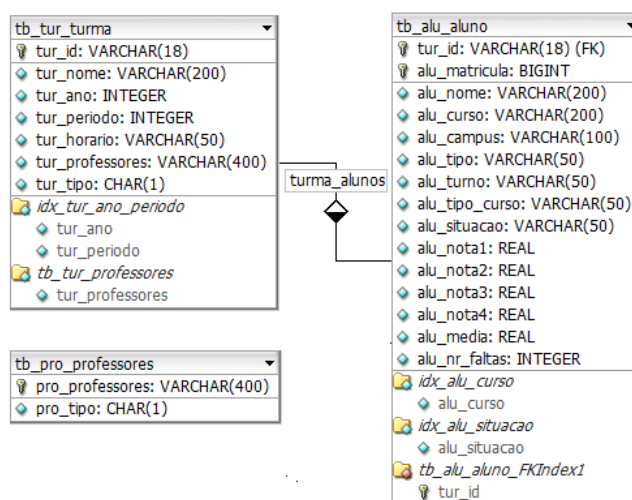 tb_tur_turma
tur_id: VARCHAR(18)
tur_nome: VARCHAR(200)
tur_ano: INTEGER
tur_periodo: INTEGER
tur_horario: VARCHAR(50)
tur_professores: VARCHAR(400)
tur_tipo: CHAR(1)
idx_tur_ano_periodo
tur_ano
tur_periodo
tb_tur_professores
tur_professores
turma_alunos
tb_pro_professores
pro_professores: VARCHAR(400)
pro_tipo: CHAR(1)
tb_alu_aluno
tur_id: VARCHAR(18) (FK)
alu_matricula: BIGINT
alu_nome: VARCHAR(200)
alu_curso: VARCHAR(200)
alu_campus: VARCHAR(100)
alu_tipo: VARCHAR(50)
alu_turno: VARCHAR(50)
alu_tipo_curso: VARCHAR(50)
alu_situacao: VARCHAR(50)
alu_nota1: REAL
alu_nota2: REAL
alu_nota3: REAL
alu_nota4: REAL
alu_media: REAL
alu_nr_faltas: INTEGER
idx_alu_curso
alu_curso
idx_alu_situacao
alu_situacao
tb_alu_aluno_FKIndex1
tur_id